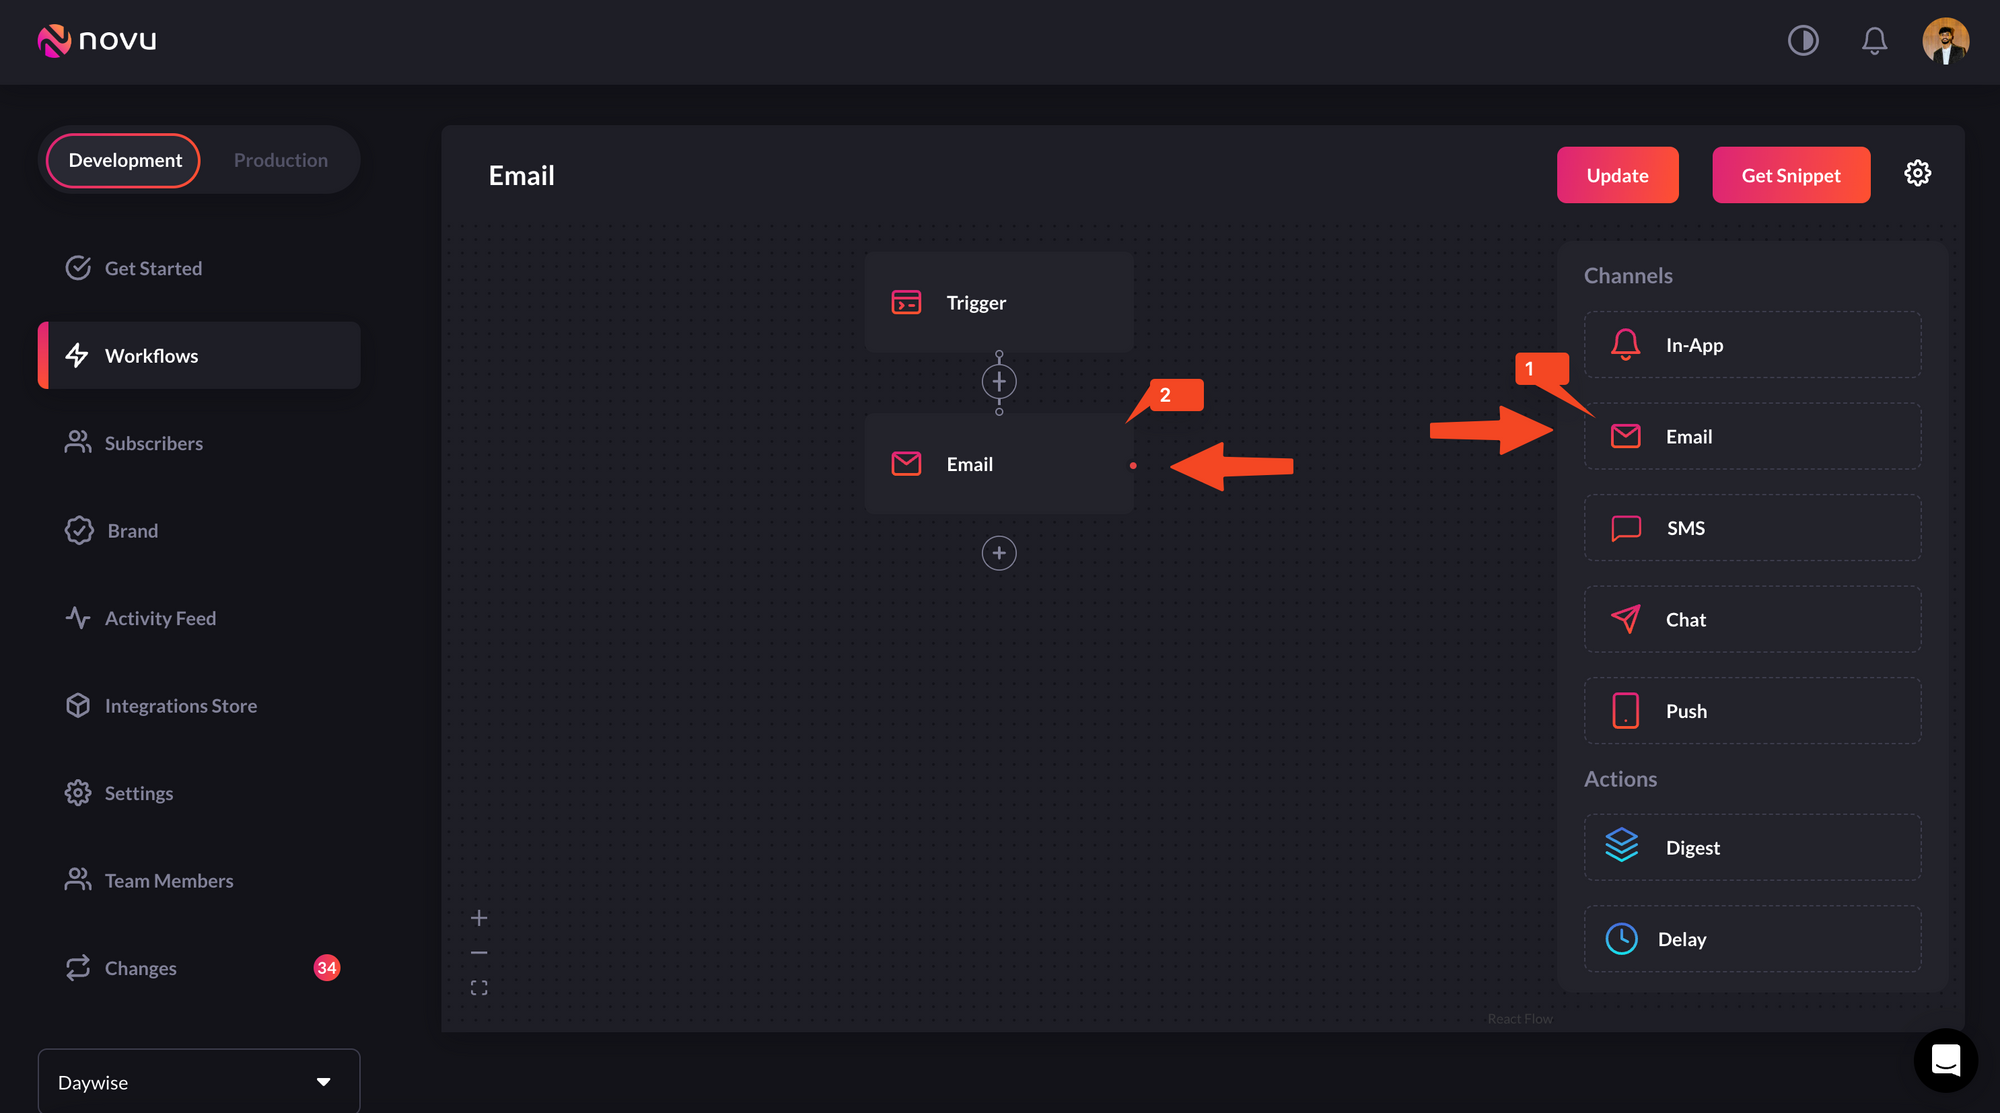 novu
Development
Production
Get Started
Workflows
Subscribers
Brand
Activity Feed
Integrations Store
Settings
Team Members
Changes
34
Daywise
Email
Update
Get Snippet
Trigger
2
Email
1
Channels
In-App
Email
SMS
Chat
Push
Actions
Digest
Delay
React Flow